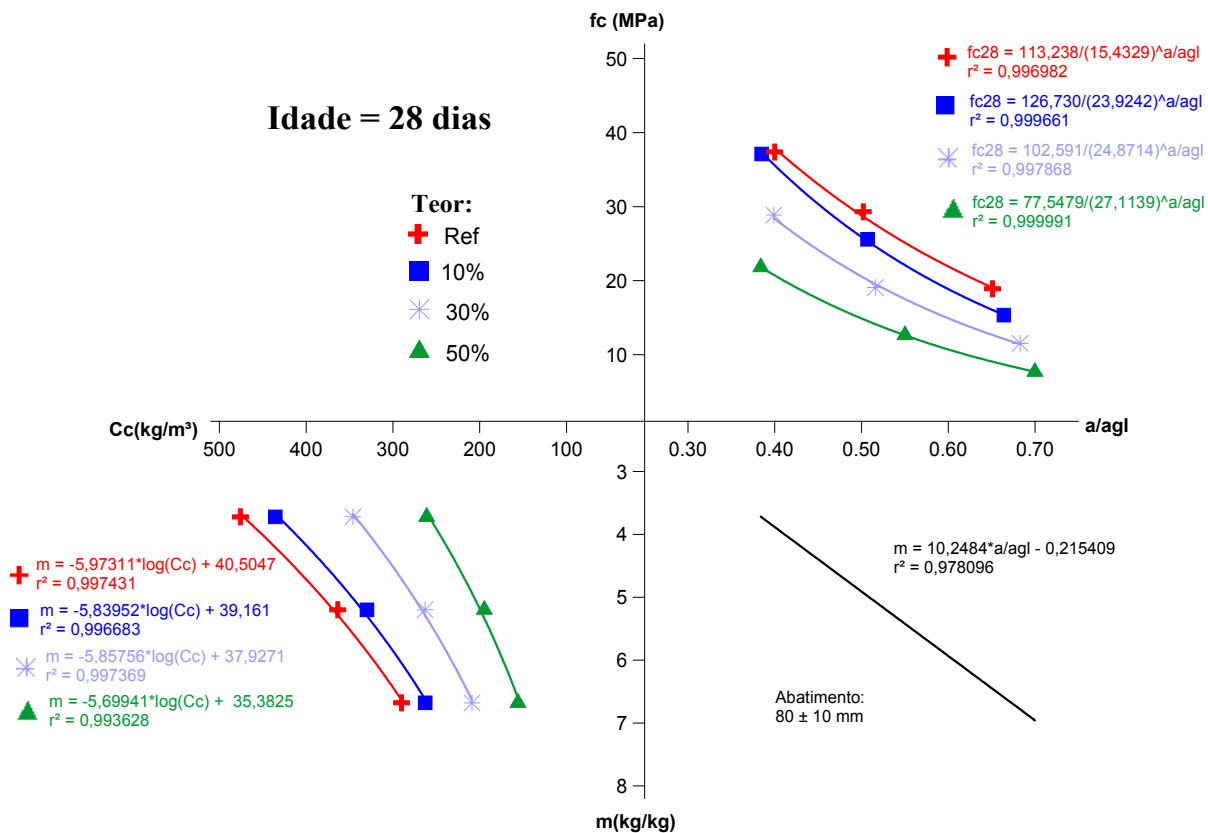 fc (MPa)
50
40
30
20
10
fc28 = 113,238/(15,4329)^a/agl
r² = 0,996982
fc28 = 126,730/(23,9242)^a/agl
r² = 0,999661
fc28 = 102,591/(24,8714)^a/agl
r² = 0,997868
fc28 = 77,5479/(27,1139)^a/agl
r² = 0,999991
Idade = 28 dias
Teor:
Ref
10%
30%
50%
Cc(kg/m³)
500 400 300 200 100
0.30 0.40 0.50 0.60 0.70
a/agl
3
4
5
6
7
8
m(kg/kg)
m = -5,97311*log(Cc) + 40,5047
r² = 0,997431
m = -5,83952*log(Cc) + 39,161
r² = 0,996683
m = -5,85756*log(Cc) + 37,9271
r² = 0,997369
m = -5,69941*log(Cc) +  35,3825
r² = 0,993628
m = 10,2484*a/agl - 0,215409
r² = 0,978096
Abatimento:
80 ± 10 mm